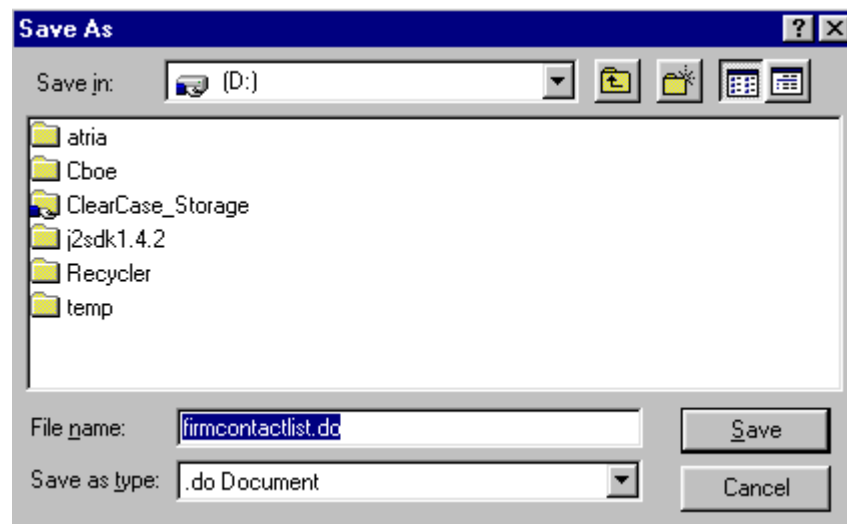 Save As
Save in:
(D:)
atria
Cboe
ClearCase_Storage
j2sdk1.4.2
Recycler
temp
File name:
firmcontactlist.do
Save
Save as type:
.do Document
Cancel